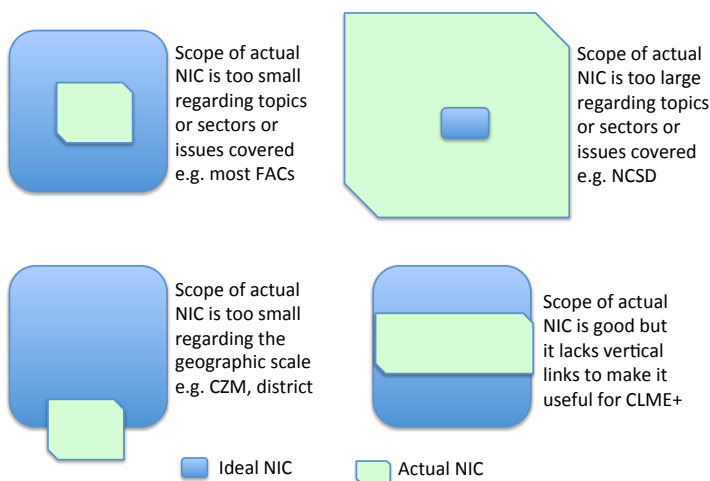 Scope of actual
NIC is too small
regarding topics
or sectors or
issues covered
e.g. most FACs
Scope of actual
NIC is too large
regarding topics
or sectors or
issues covered
e.g. NCSD
Scope of actual
NIC is too small
regarding the
geographic scale
e.g. CZM, district
Scope of actual
NIC is good but
it lacks vertical
links to make it
useful for CLME+
Ideal NIC
Actual NIC